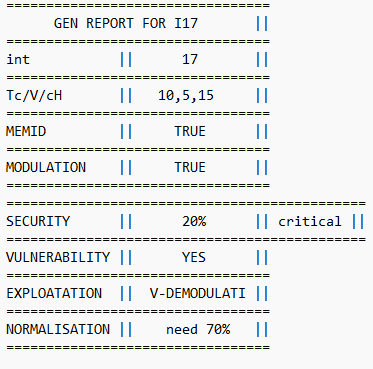 =================================
GEN REPORT FOR I17 ||
=================================
int || 17 ||
=================================
Tc/V/cH || 10,5,15 ||
=================================
MEMID || TRUE ||
=================================
MODULATION || TRUE ||
=================================
=============================================
SECURITY || 20% || critical ||
=============================================
VULNERABILITY || YES ||
=================================
EXPLOATATION || V-DEMODULATI ||
=================================
NORMALISATION || need 70% ||
=================================